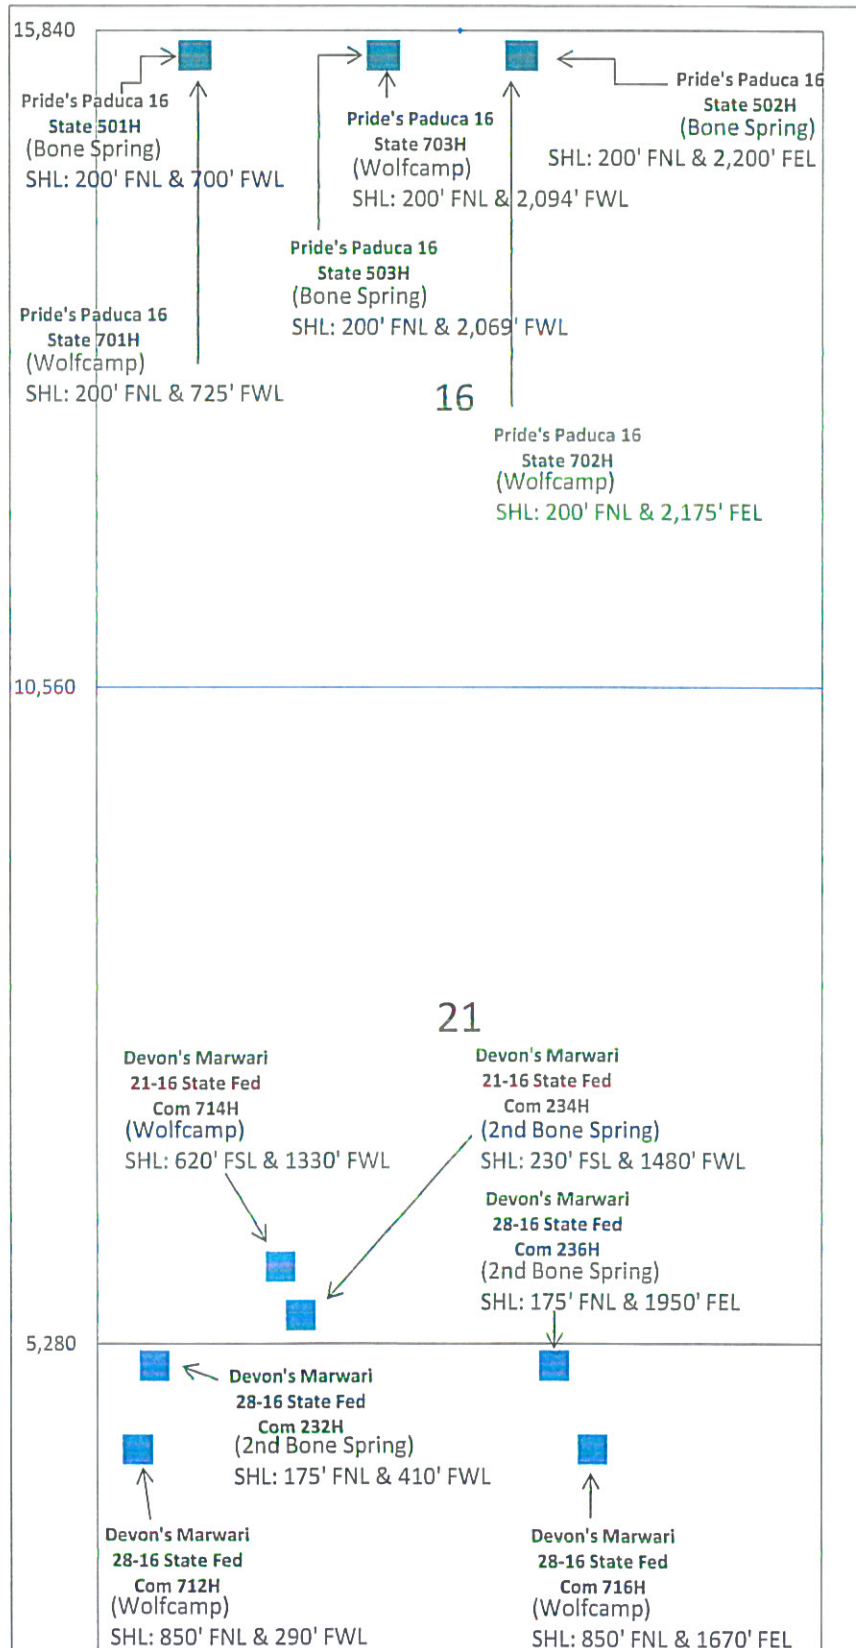 15,840
Pride's Paduca 16
State 501H
(Bone Spring)
SHL: 200' FNL & 700' FWL
Pride's Paduca 16
State 703H
(Wolfcamp)
SHL: 200' FNL & 2,094' FWL
Pride's Paduca 16
State 502H
(Bone Spring)
SHL: 200' FNL & 2,200' FEL
Pride's Paduca 16
State 503H
(Bone Spring)
SHL: 200' FNL & 2,069' FWL
Pride's Paduca 16
State 701H
(Wolfcamp)
SHL: 200' FNL & 725' FWL
16
Pride's Paduca 16
State 702H
(Wolfcamp)
SHL: 200' FNL & 2,175' FEL
10,560
21
Devon's Marwari
21-16 State Fed
Com 714H
(Wolfcamp)
SHL: 620' FSL & 1330' FWL
Devon's Marwari
21-16 State Fed
Com 234H
(2nd Bone Spring)
SHL: 230' FSL & 1480' FWL
Devon's Marwari
28-16 State Fed
Com 236H
(2nd Bone Spring)
SHL: 175' FNL & 1950' FEL
5,280
Devon's Marwari
28-16 State Fed
Com 232H
(2nd Bone Spring)
SHL: 175' FNL & 410' FWL
Devon's Marwari
28-16 State Fed
Com 712H
(Wolfcamp)
SHL: 850' FNL & 290' FWL
Devon's Marwari
28-16 State Fed
Com 716H
(Wolfcamp)
SHL: 850' FNL & 1670' FEL